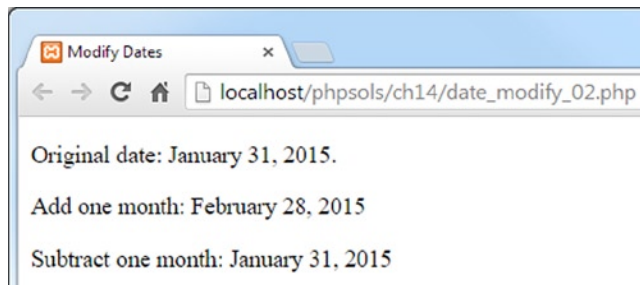 Modify Dates
localhost/phpsols/ch14/date_modify_02.php
Original date: January 31, 2015.
Add one month: February 28, 2015
Subtract one month: January 31, 2015